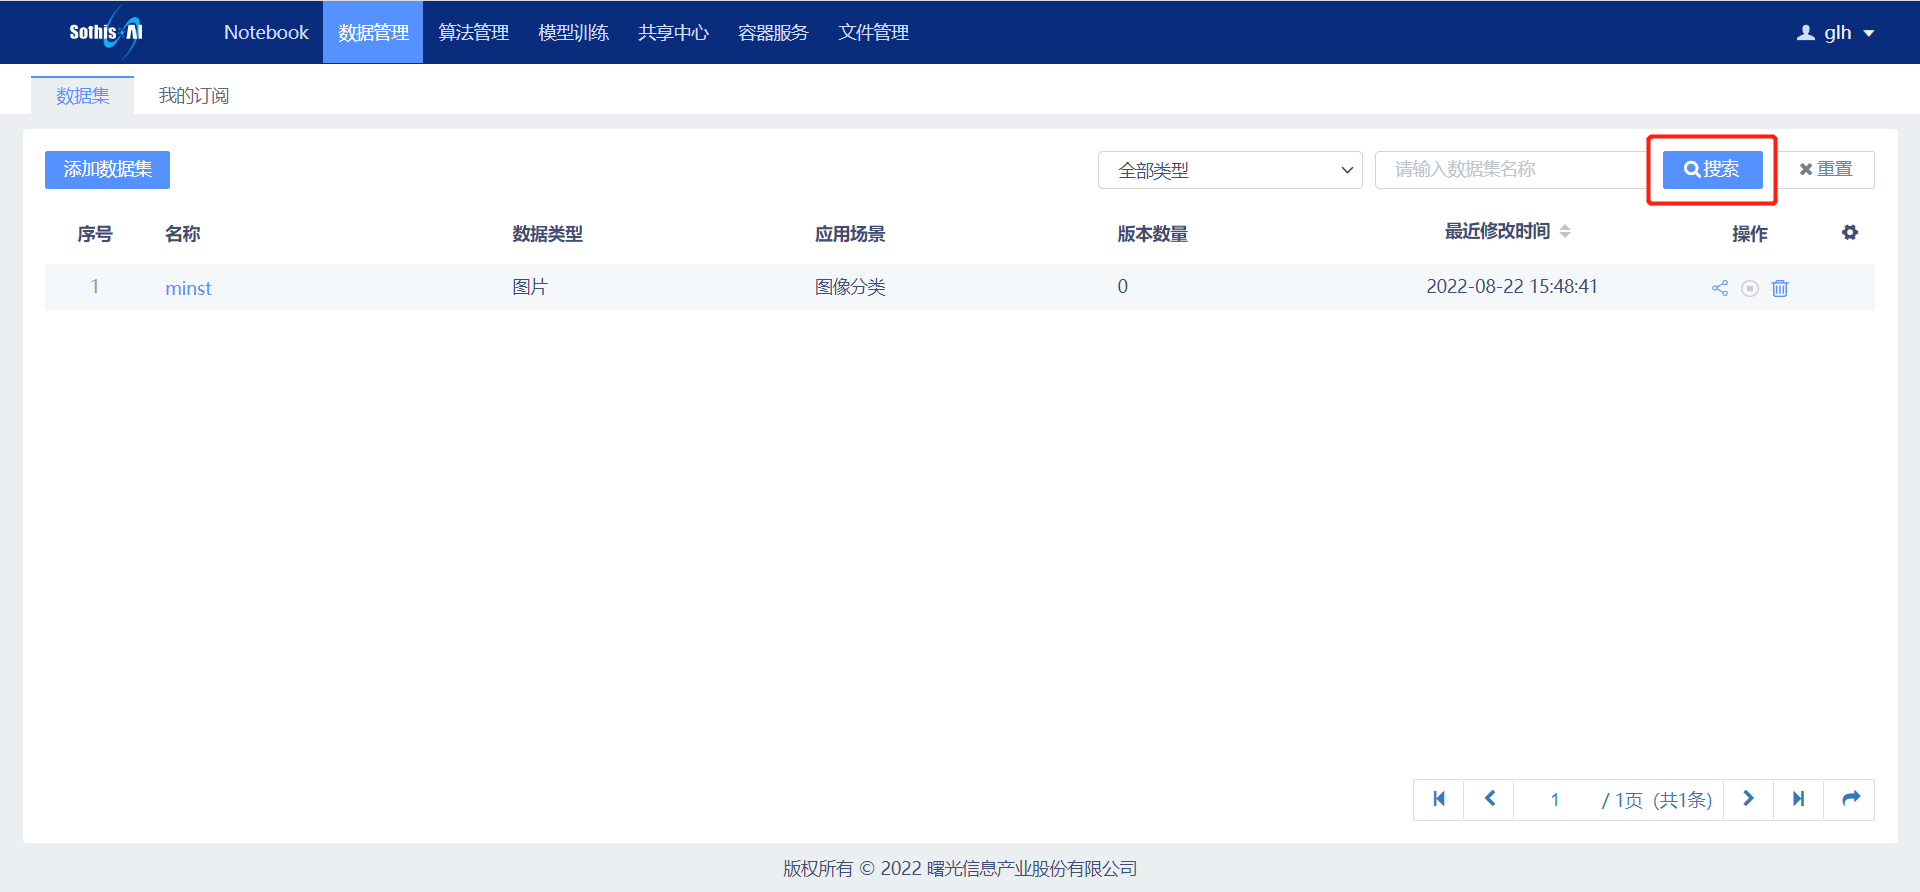 Sothis AI Notebook 数据管理 算法管理 模型训练 共享中心 容器服务 文件管理 glh
数据集 我的订阅
添加数据集 全部类型 请输入数据集名称 搜索 重置
序号 名称 数据类型 应用场景 版本数量 最近修改时间 操作
1 minst 图片 图像分类 0 2022-08-22 15:48:41
1 / 1页 (共1条)
版权所有 © 2022 曙光信息产业股份有限公司